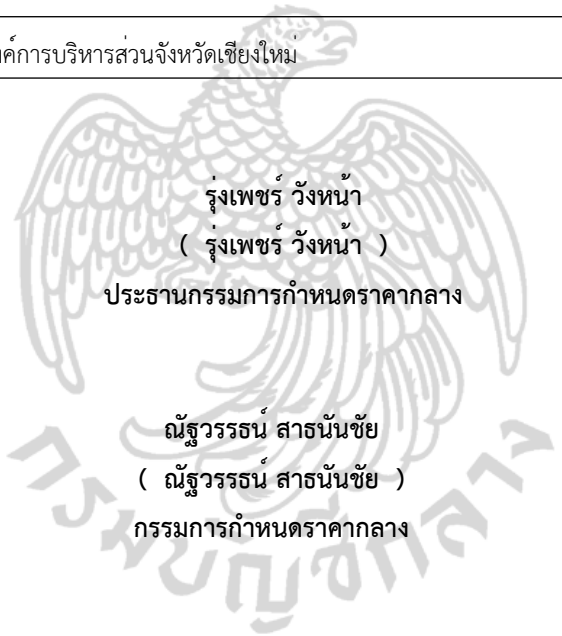 องค์การบริหารส่วนจังหวัดเชียงใหม่
รุ่งเพชร์ วังหน้า
( รุ่งเพชร์ วังหน้า )
ประธานกรรมการกำหนดราคากลาง
ณัฐวรรธน์ สาธนันชัย
( ณัฐวรรธน์ สาธนันชัย )
กรรมการกำหนดราคากลาง
กรมบัญชีกลาง